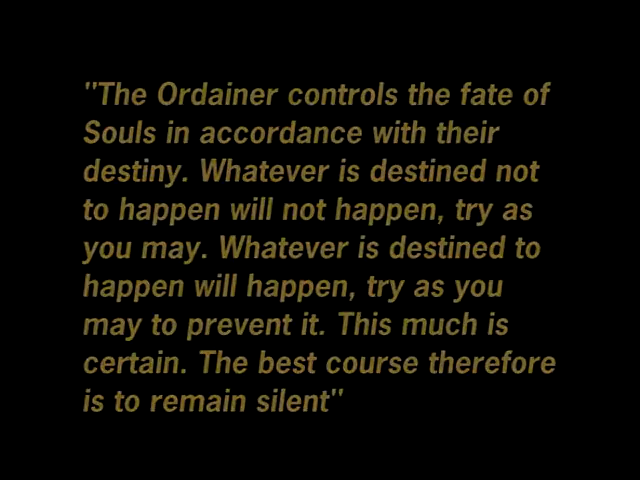 "The Ordainer controls the fate of
Souls in accordance with their
destiny. Whatever is destined not
to happen will not happen, try as
you may. Whatever is destined to
happen will happen, try as you
may to prevent it. This much is
certain. The best course therefore
is to remain silent"